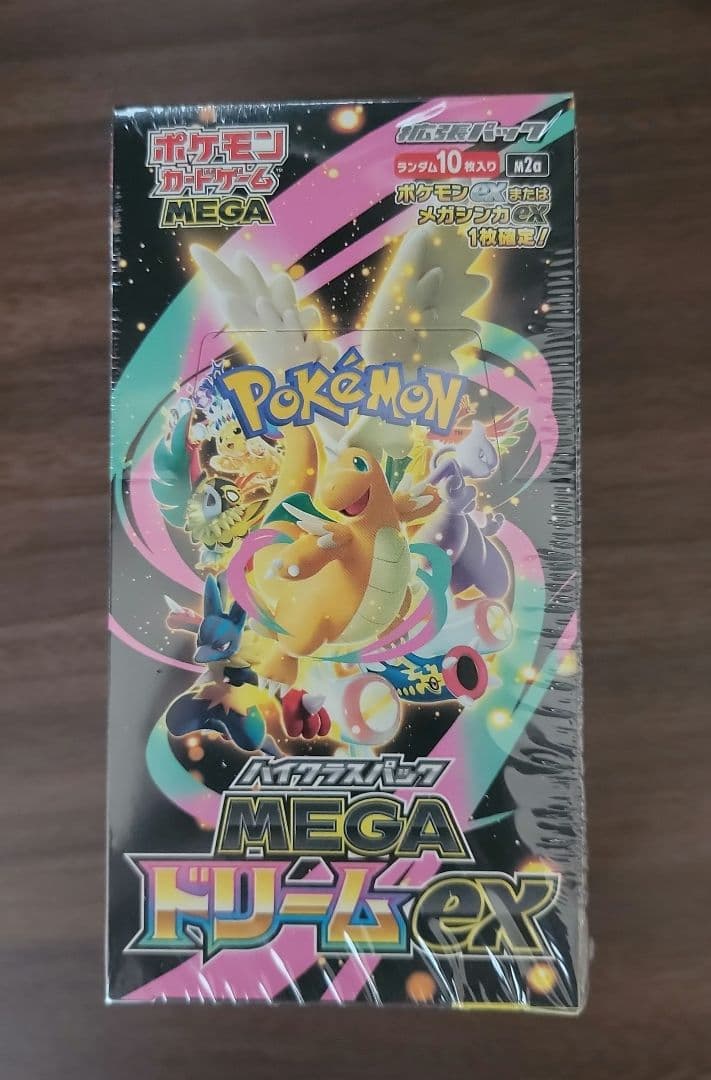 ポケモン
カードゲーム™
MEGA
拡張パック
ランダム10枚入り M2a
ポケモンexまたは
メガシンカex
1枚確定!
POKÉMON™
ハイクラスパック
MEGA
ドリームex